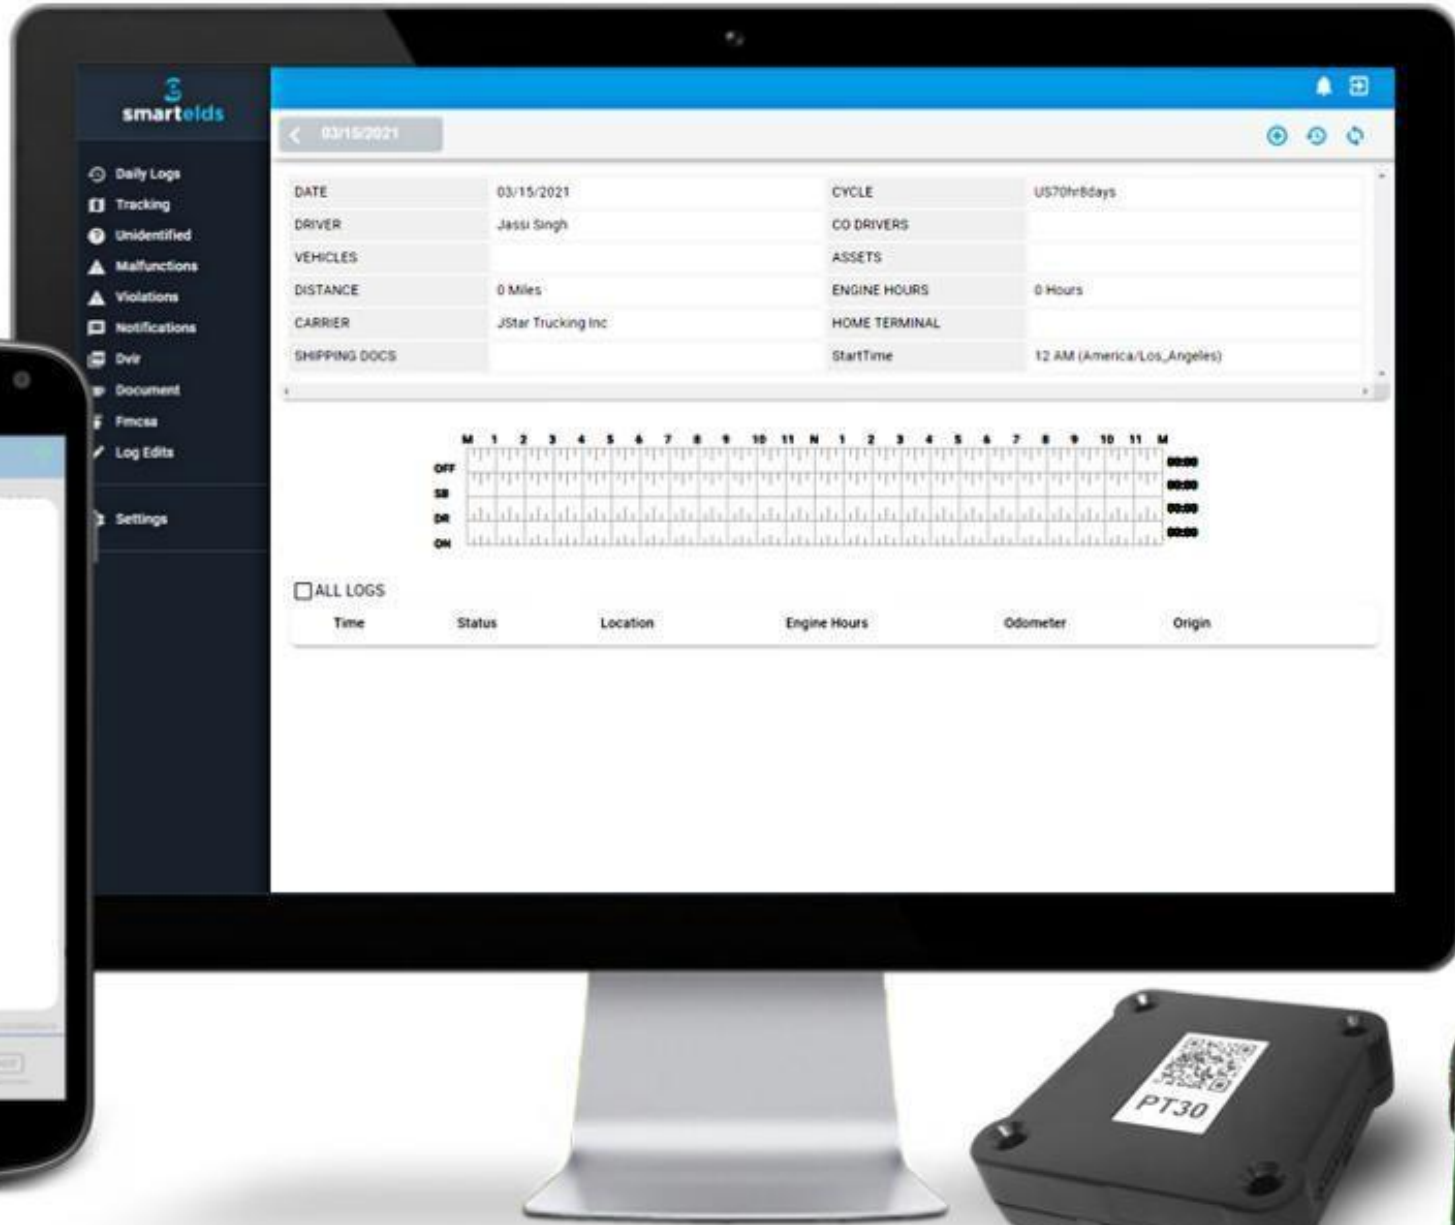 smartelds
03/15/2021
Daily Logs
Tracking
Unidentified
Malfunctions
Violations
Notifications
Dvir
Document
Fmcsa
Log Edits
Settings
DATE 03/15/2021 CYCLE US70hr8days
DRIVER Jassi Singh CO DRIVERS
VEHICLES ASSETS
DISTANCE 0 Miles ENGINE HOURS 0 Hours
CARRIER JStar Trucking Inc HOME TERMINAL
SHIPPING DOCS StartTime 12 AM (America/Los_Angeles)
M 1 2 3 4 5 6 7 8 9 10 11 N 1 2 3 4 5 6 7 8 9 10 11 M
OFF 00:00
SB 00:00
DR 00:00
ON 00:00
ALL LOGS
Time Status Location Engine Hours Odometer Origin
PT30